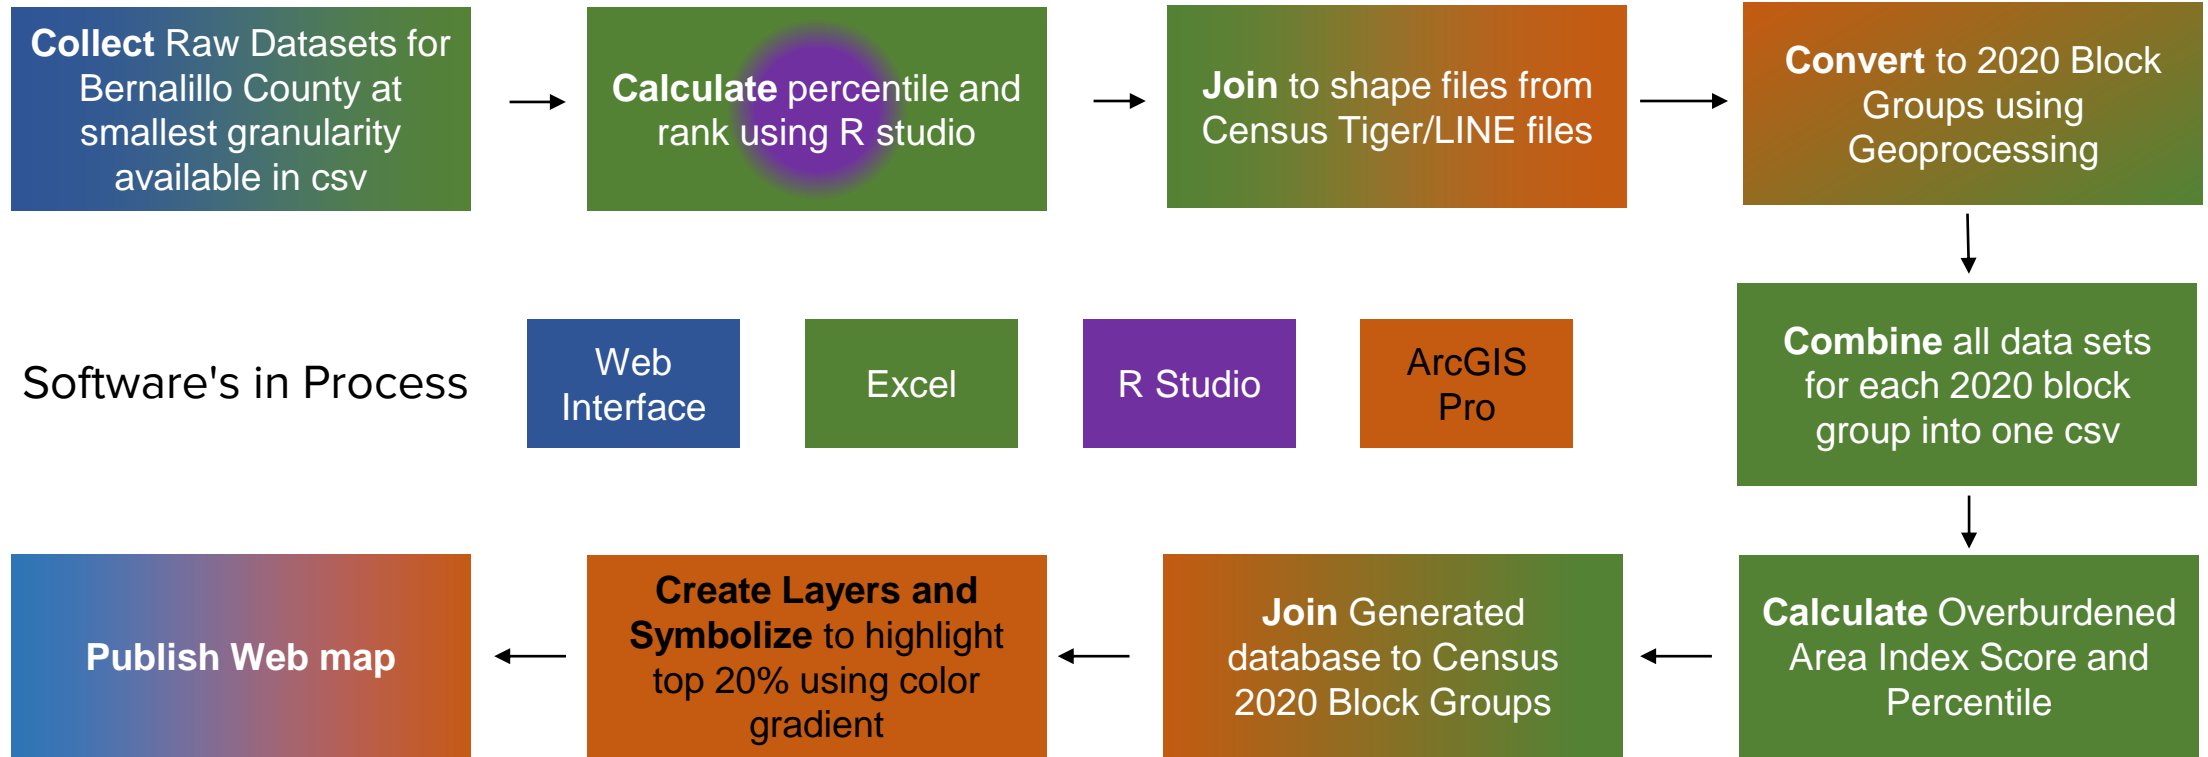 Collect Raw Datasets for
Bernalillo County at
smallest granularity
available in csv
Calculate percentile and
rank using R studio
Join to shape files from
Census Tiger/LINE files
Convert to 2020 Block
Groups using
Geoprocessing
Software's in Process
Web
Interface
Excel
R Studio
ArcGIS
Pro
Combine all data sets
for each 2020 block
group into one csv
Calculate Overburdened
Area Index Score and
Percentile
Join Generated
database to Census
2020 Block Groups
Create Layers and
Symbolize to highlight
top 20% using color
gradient
Publish Web map